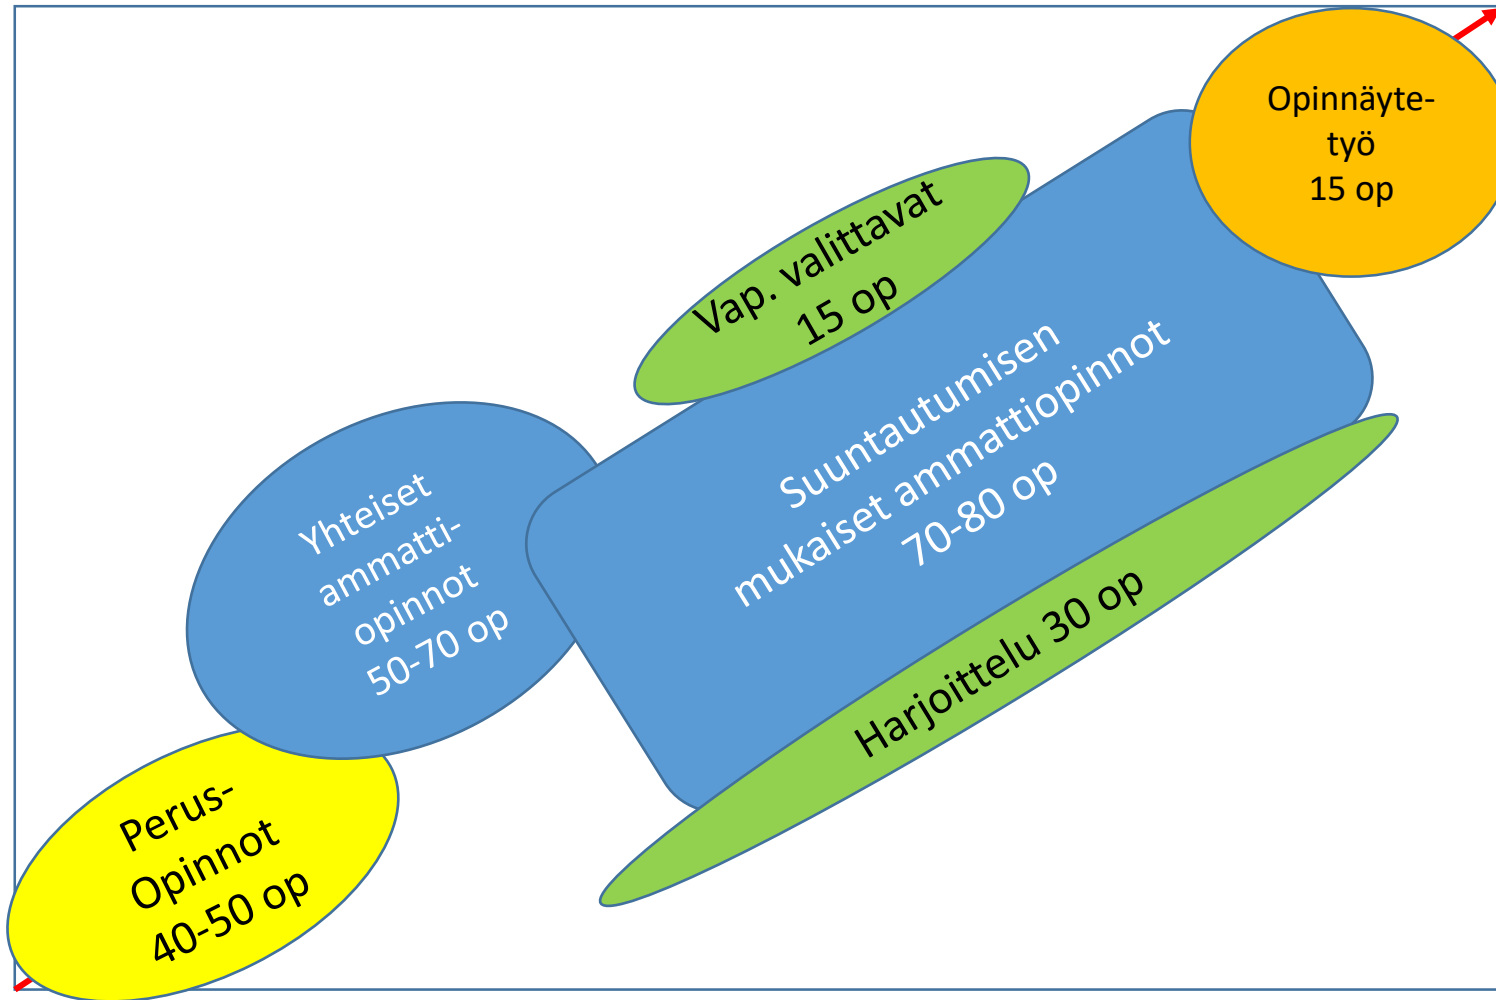 Opinnäyte-
työ
15 op
Vap. valittavat
15 op
Suuntautumisen
mukaiset ammattiopinnot
70-80 op
Yhteiset
ammatti-
opinnot
50-70 op
Harjoittelu 30 op
Perus-
Opinnot
40-50 op